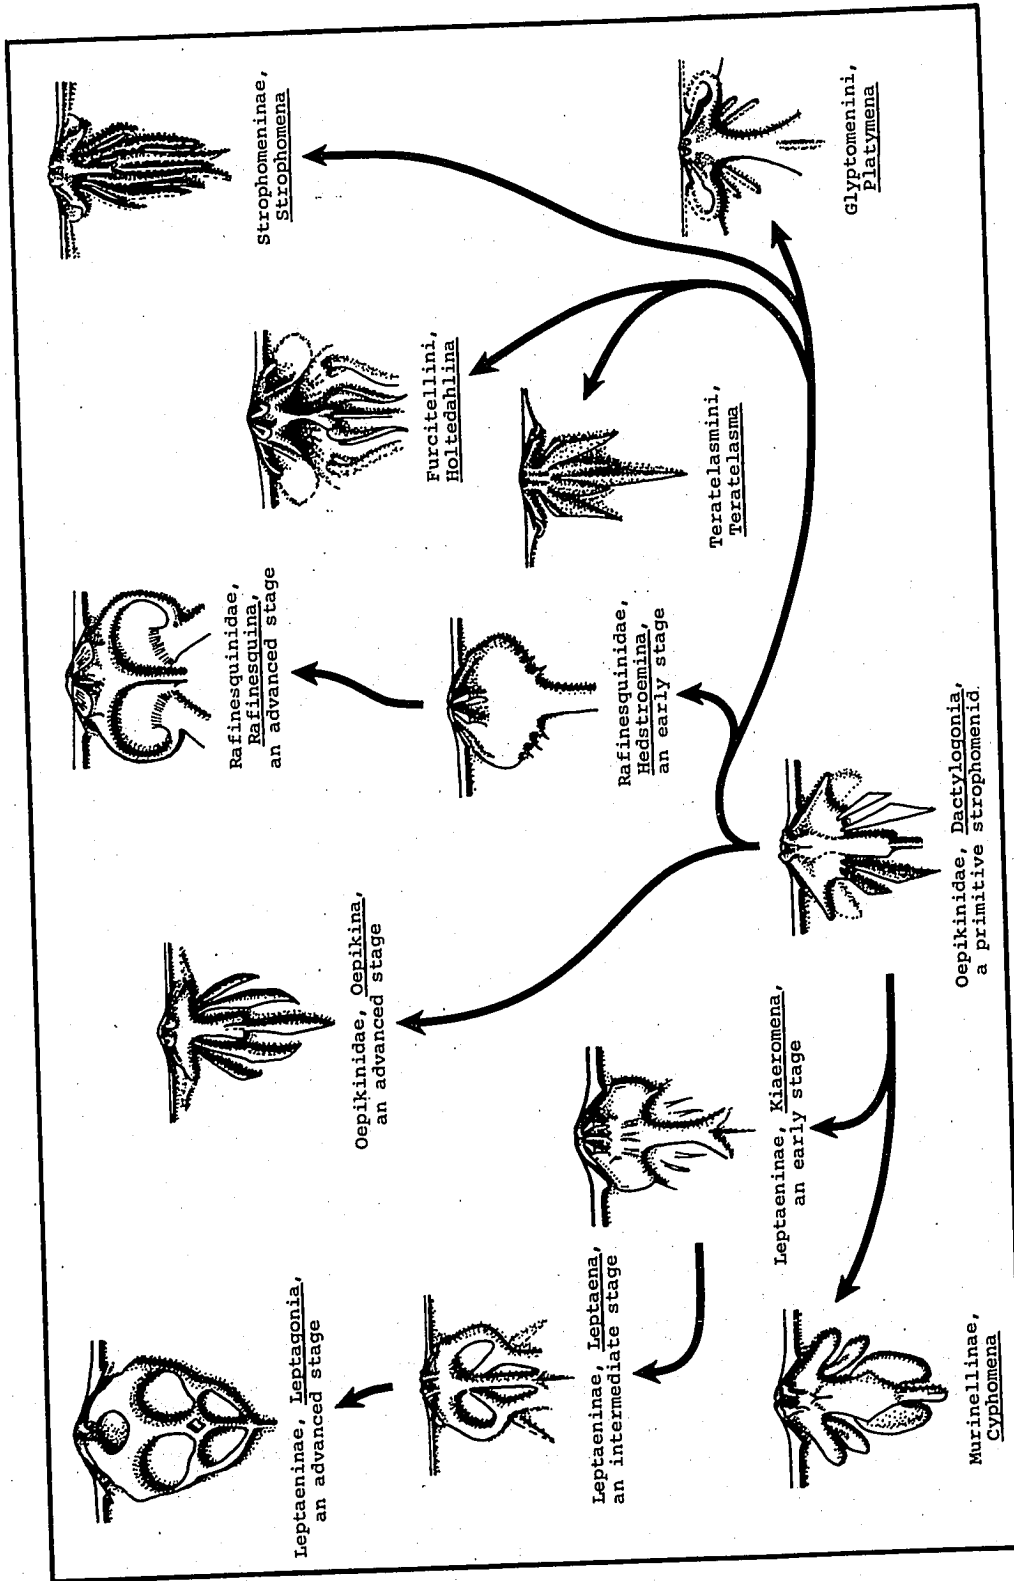 Leptaeninae, Leptagonia,
an advanced stage
Oepikinidae, Oepikina,
an advanced stage
Rafinesquinidae,
Rafinesquina,
an advanced stage
Strophomeninae,
Strophomena
Furcitellini,
Holtedahlina
Leptaeninae, Leptaena,
an intermediate stage
Rafinesquinidae,
Hedstroemina,
an early stage
Teratelasmini,
Teratelasma
Leptaeninae, Kiaeromena,
an early stage
Glyptomenini,
Platymena
Murinellinae,
Cyphomena
Oepikinidae, Dactylogonia,
a primitive strophomenid.